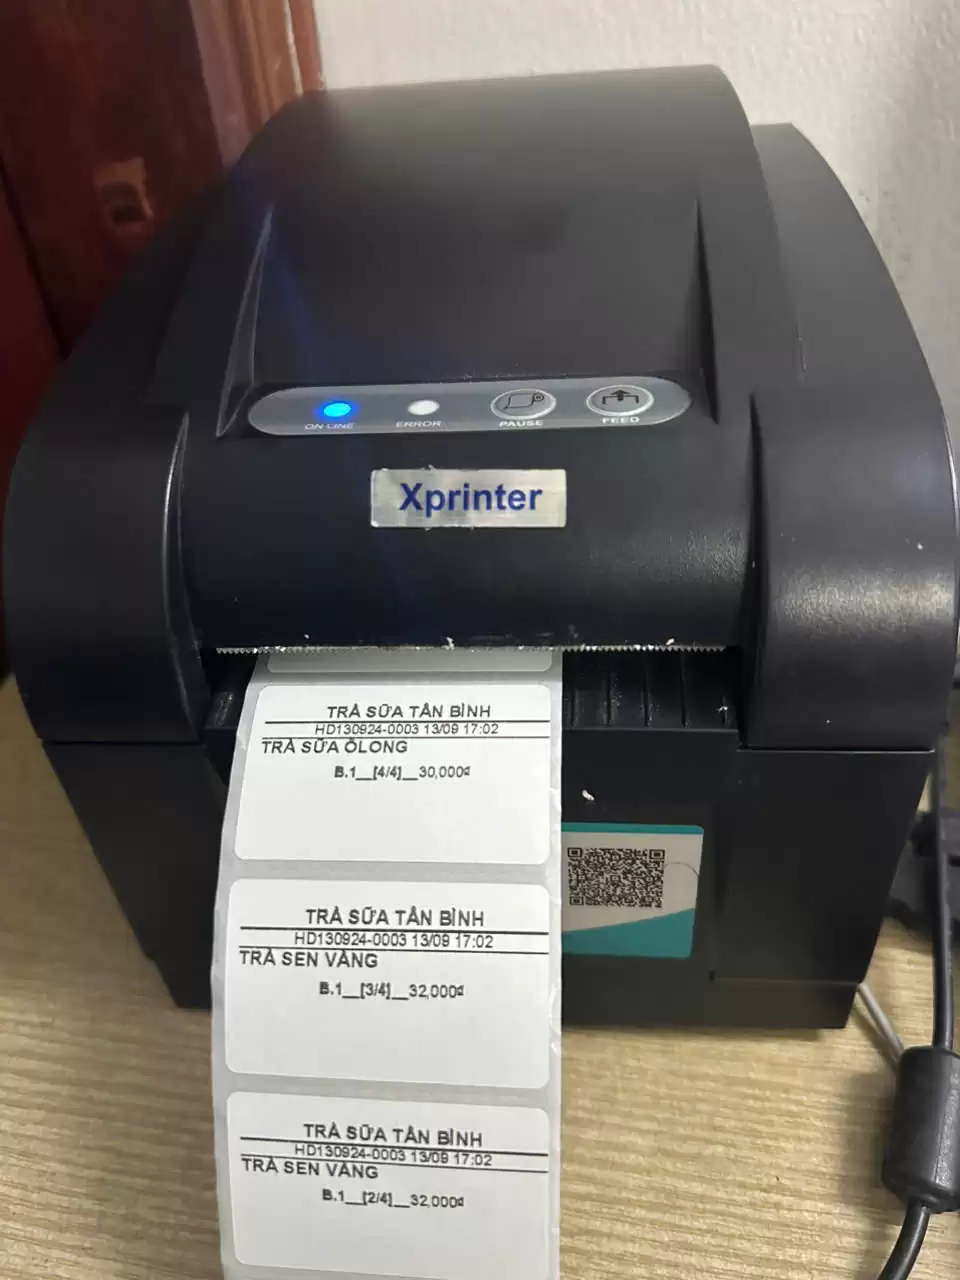 ON LINE
ERROR
PAUSE
FEED
Xprinter
TRÀ SỮA TÂN BÌNH
HD130924-0003 13/09 17:02
TRÀ SỮA ÔLONG
B.1__[4/4]__30,000đ
TRÀ SỮA TÂN BÌNH
HD130924-0003 13/09 17:02
TRÀ SEN VÀNG
B.1__[3/4]__32,000đ
TRÀ SỮA TÂN BÌNH
HD130924-0003 13/09 17:02
TRÀ SEN VÀNG
B.1__[2/4]__32,000đ